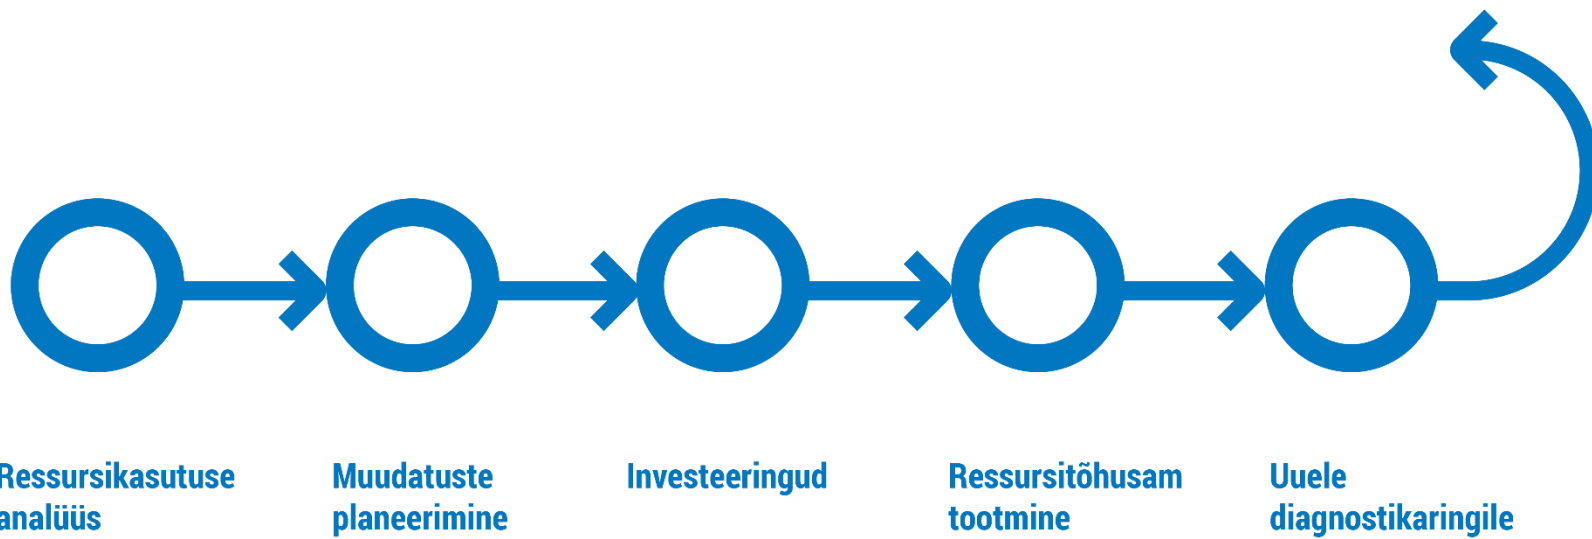 Ressursikasutuse
analüüs
Muudatuste
planeerimine
Investeeringud
Ressursitõhusam
tootmine
Uuele
diagnostikaringile